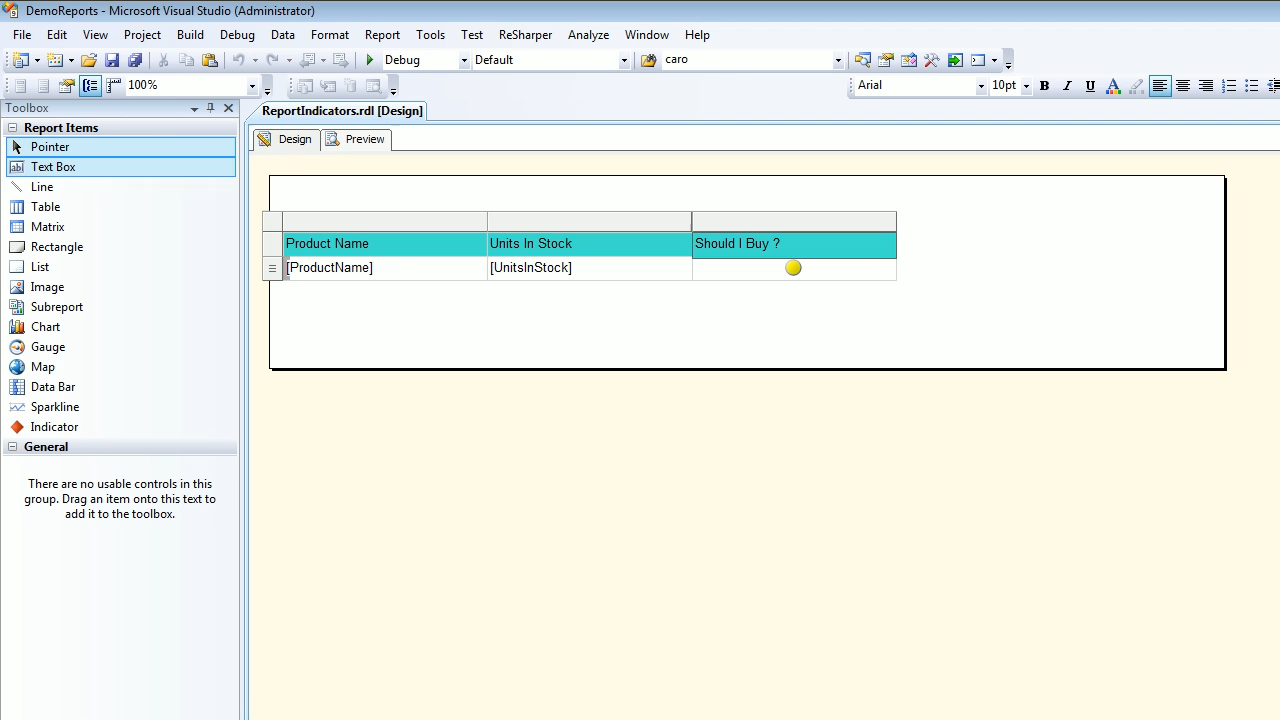 DemoReports - Microsoft Visual Studio (Administrator)
File Edit View Project Build Debug Data Format Report Tools Test ReSharper Analyze Window Help
Debug Default caro
100% Arial 10pt B I U A
Toolbox
ReportIndicators.rdl [Design]
Report Items
Design Preview
Pointer
ab Text Box
Line
Table
Matrix
Rectangle
List
Image
Subreport
Chart
Gauge
Map
Data Bar
Sparkline
Indicator
General
There are no usable controls in this
group. Drag an item onto this text to
add it to the toolbox.
Product Name Units In Stock Should I Buy ?
[ProductName] [UnitsInStock]